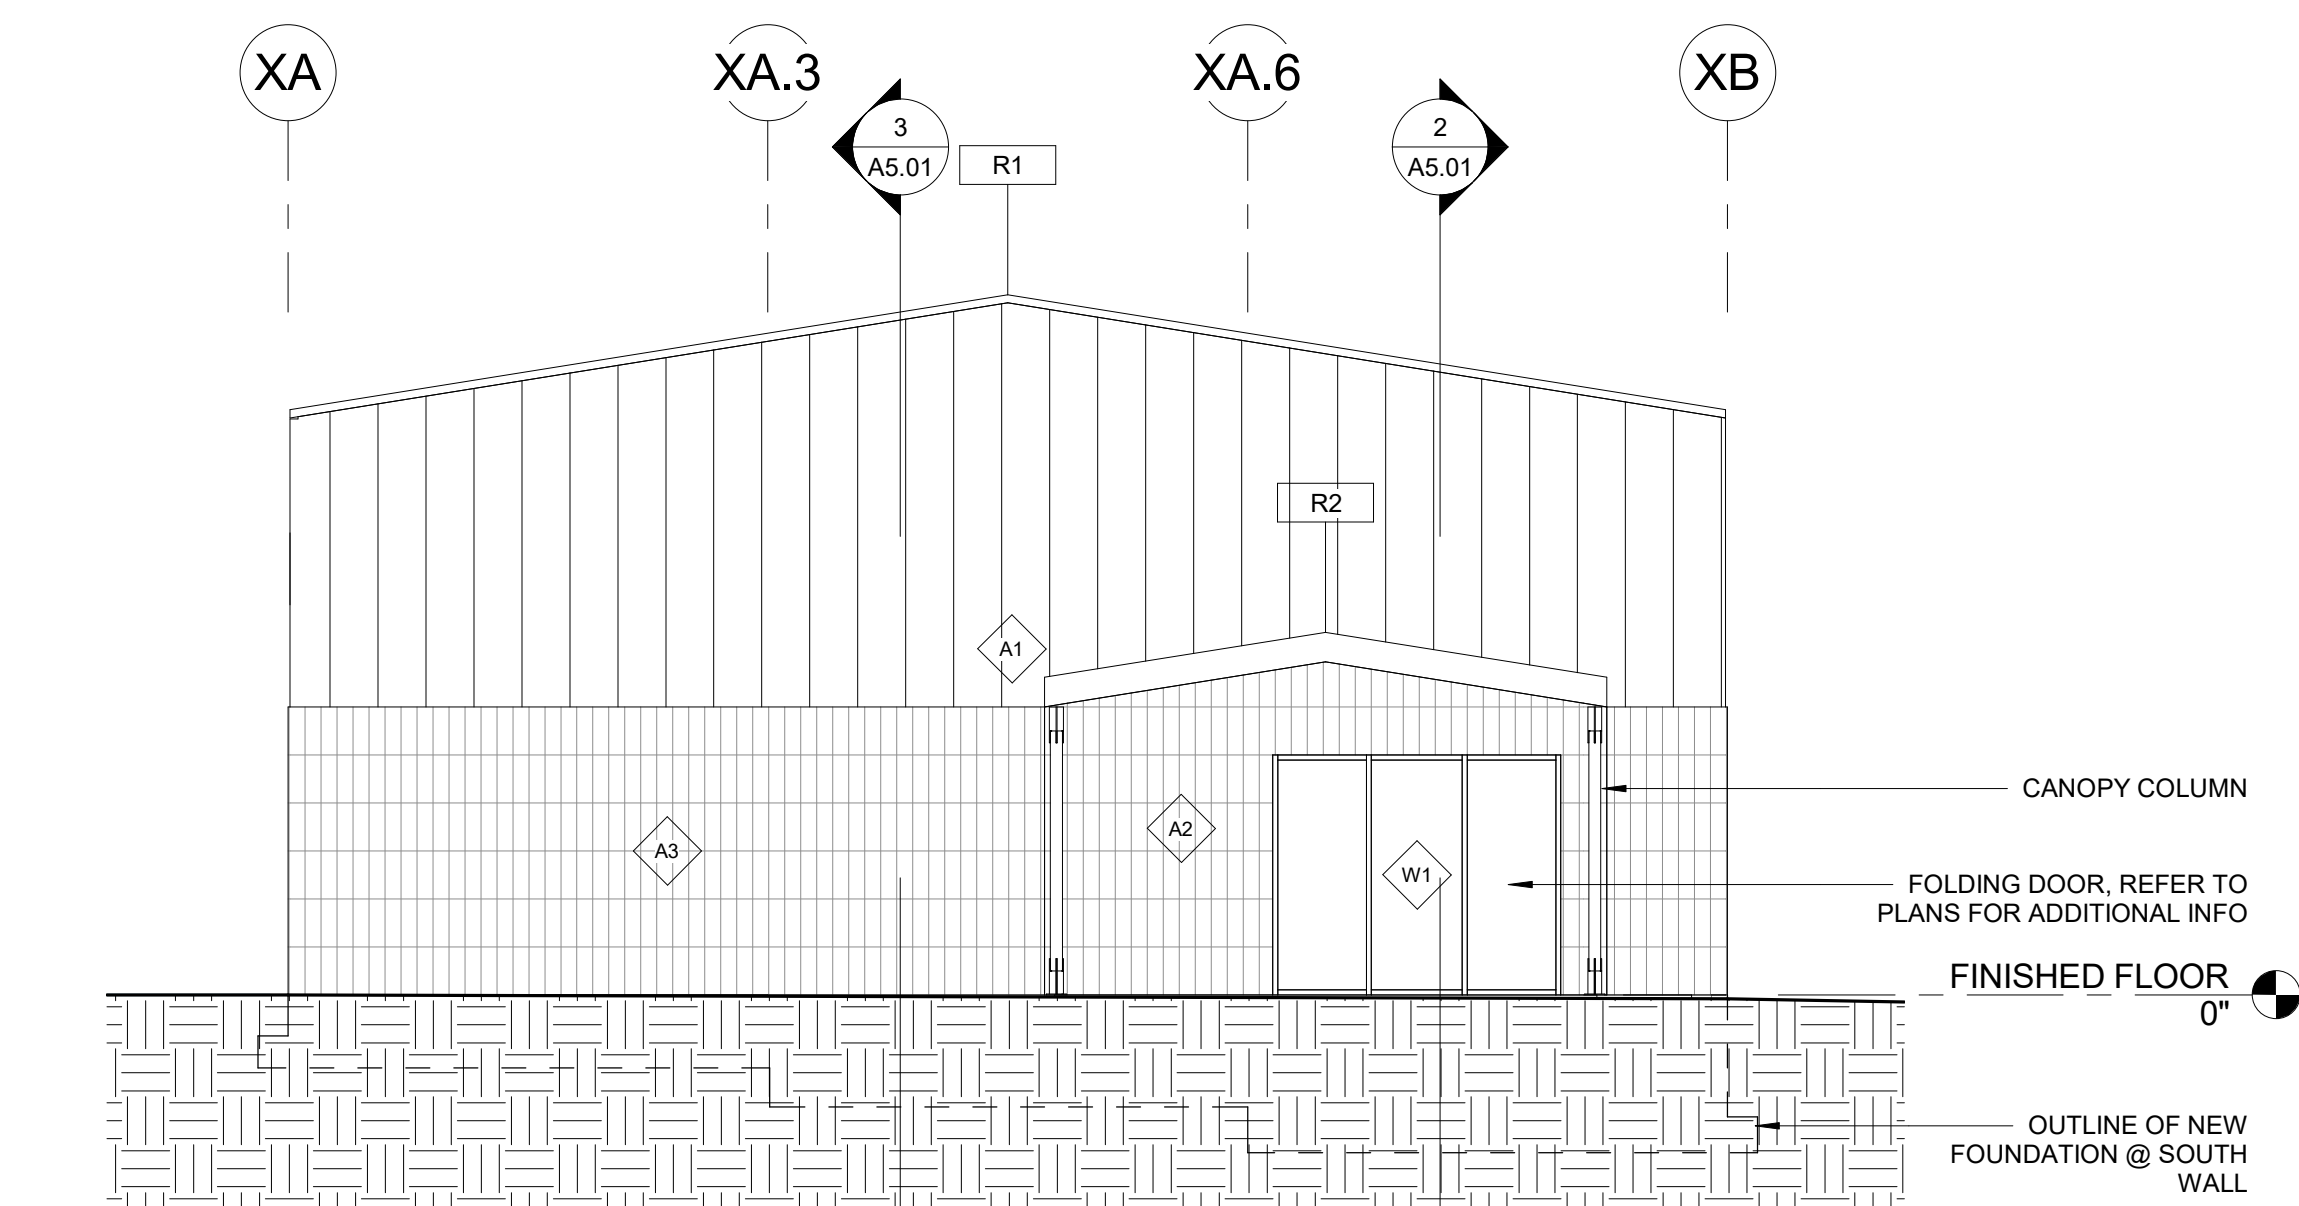 XA
XA.3
XA.6
XB
3
A5.01
2
A5.01
R1
R2
A1
CANOPY COLUMN
A2
A3
W1
FOLDING DOOR, REFER TO
PLANS FOR ADDITIONAL INFO
FINISHED FLOOR
0"
OUTLINE OF NEW
FOUNDATION @ SOUTH
WALL